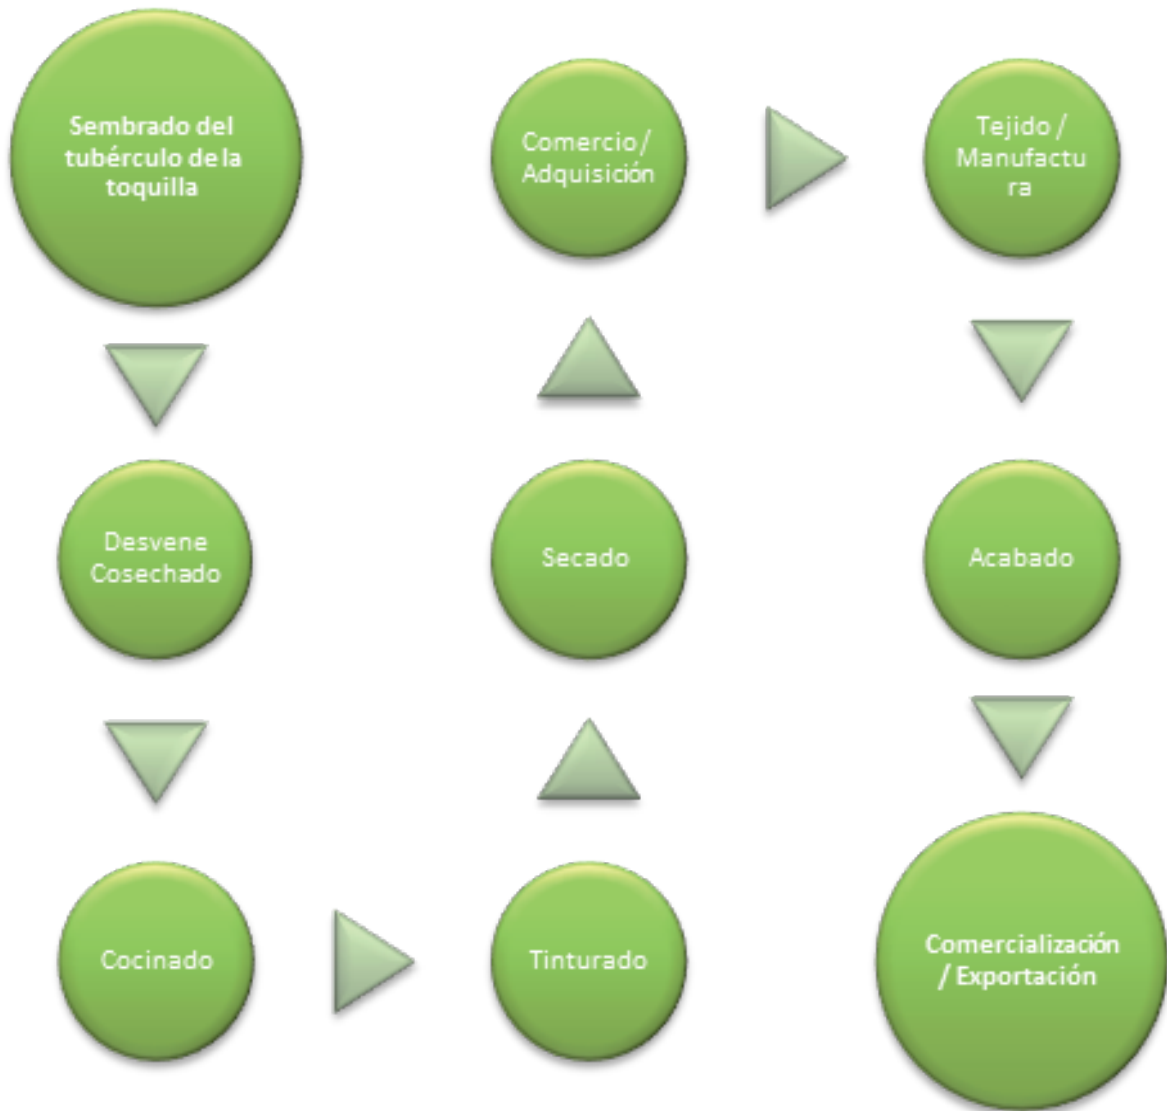 Sembrado del
tubérculo de la
toquilla
Desvene
Cosechado
Cocinado
Tinturado
Secado
Comercio /
Adquisición
Tejido /
Manufactu
ra
Acabado
Comercialización
/ Exportación